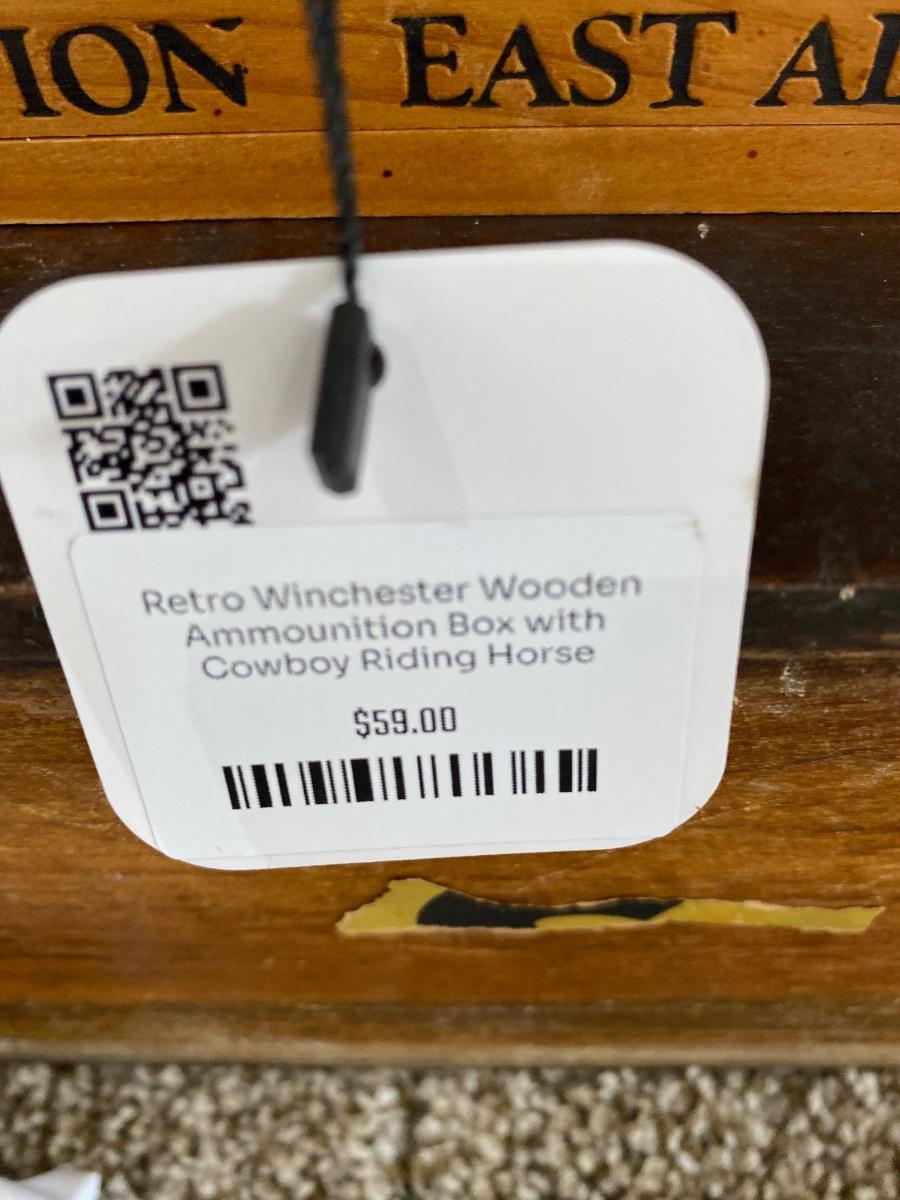 ION EAST AL
Retro Winchester Wooden
Ammounition Box with
Cowboy Riding Horse
$59.00